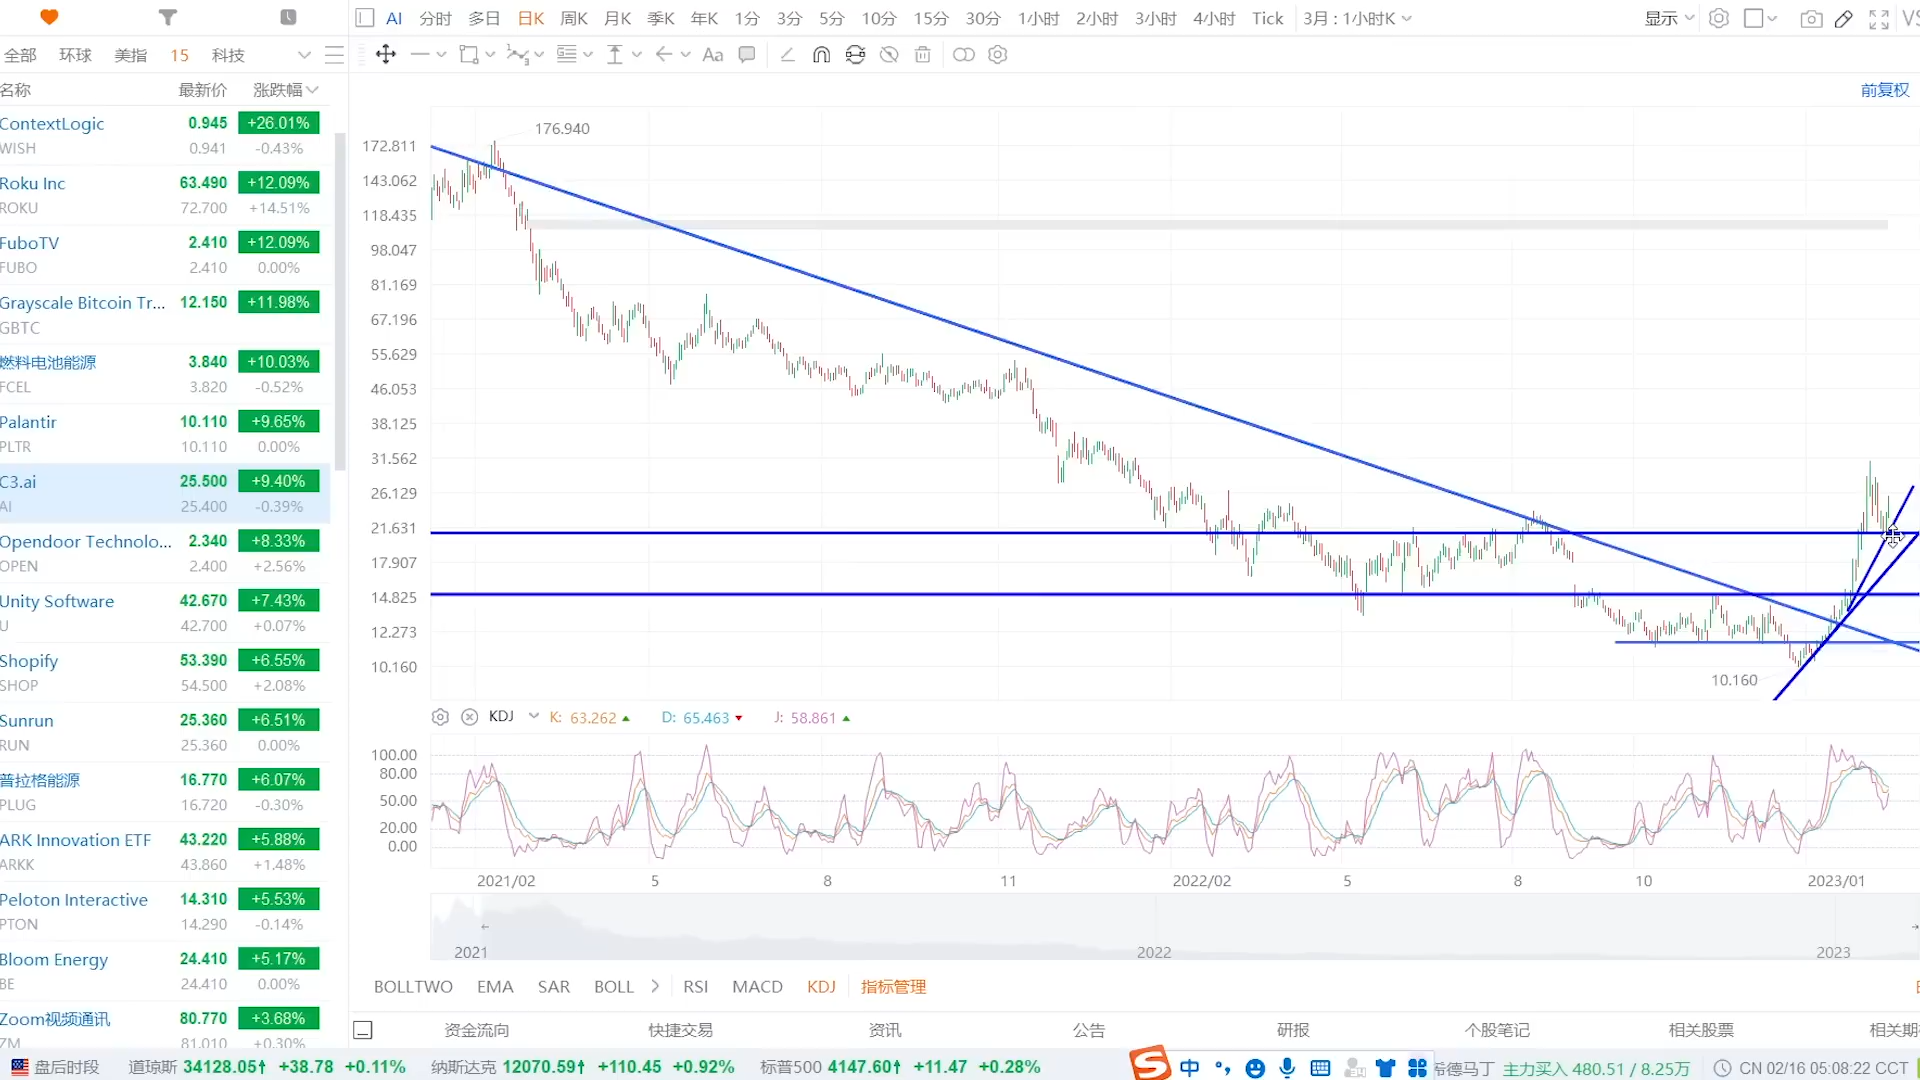 AI 分时 多日 日K 周K 月K 季K 年K 1分 3分 5分 10分 15分 30分 1小时 2小时 3小时 4小时 Tick 3月 : 1小时K 显示 VS
全部 环球 美指 15 科技
Aa
名称 最新价 涨跌幅
前复权
ContextLogic 0.945 +26.01%
WISH 0.941 -0.43%
Roku Inc 63.490 +12.09%
ROKU 72.700 +14.51%
FuboTV 2.410 +12.09%
FUBO 2.410 0.00%
Grayscale Bitcoin Tr... 12.150 +11.98%
GBTC
燃料电池能源 3.840 +10.03%
FCEL 3.820 -0.52%
Palantir 10.110 +9.65%
PLTR 10.110 0.00%
C3.ai 25.500 +9.40%
AI 25.400 -0.39%
Opendoor Technolo... 2.340 +8.33%
OPEN 2.400 +2.56%
Unity Software 42.670 +7.43%
U 42.700 +0.07%
Shopify 53.390 +6.55%
SHOP 54.500 +2.08%
Sunrun 25.360 +6.51%
RUN 25.360 0.00%
普拉格能源 16.770 +6.07%
PLUG 16.720 -0.30%
ARK Innovation ETF 43.220 +5.88%
ARKK 43.860 +1.48%
Peloton Interactive 14.310 +5.53%
PTON 14.290 -0.14%
Bloom Energy 24.410 +5.17%
BE 24.410 0.00%
Zoom视频通讯 80.770 +3.68%
ZM 81.010 +0.30%
176.940
172.811
143.062
118.435
98.047
81.169
67.196
55.629
46.053
38.125
31.562
26.129
21.631
17.907
14.825
12.273
10.160
10.160
KDJ K: 63.262 D: 65.463 J: 58.861
100.00
80.00
50.00
20.00
0.00
2021/02 5 8 11 2022/02 5 8 10 2023/01
2021 2022 2023
BOLLTWO EMA SAR BOLL RSI MACD KDJ 指标管理
资金流向 快捷交易 资讯 公告 研报 个股笔记 相关股票 相关期
盘后时段 道琼斯 34128.05↑ +38.78 +0.11% 纳斯达克 12070.59↑ +110.45 +0.92% 标普500 4147.60↑ +11.47 +0.28% 中 希德马丁 主力买入 480.51 / 8.25万 CN 02/16 05:08:22 CCT